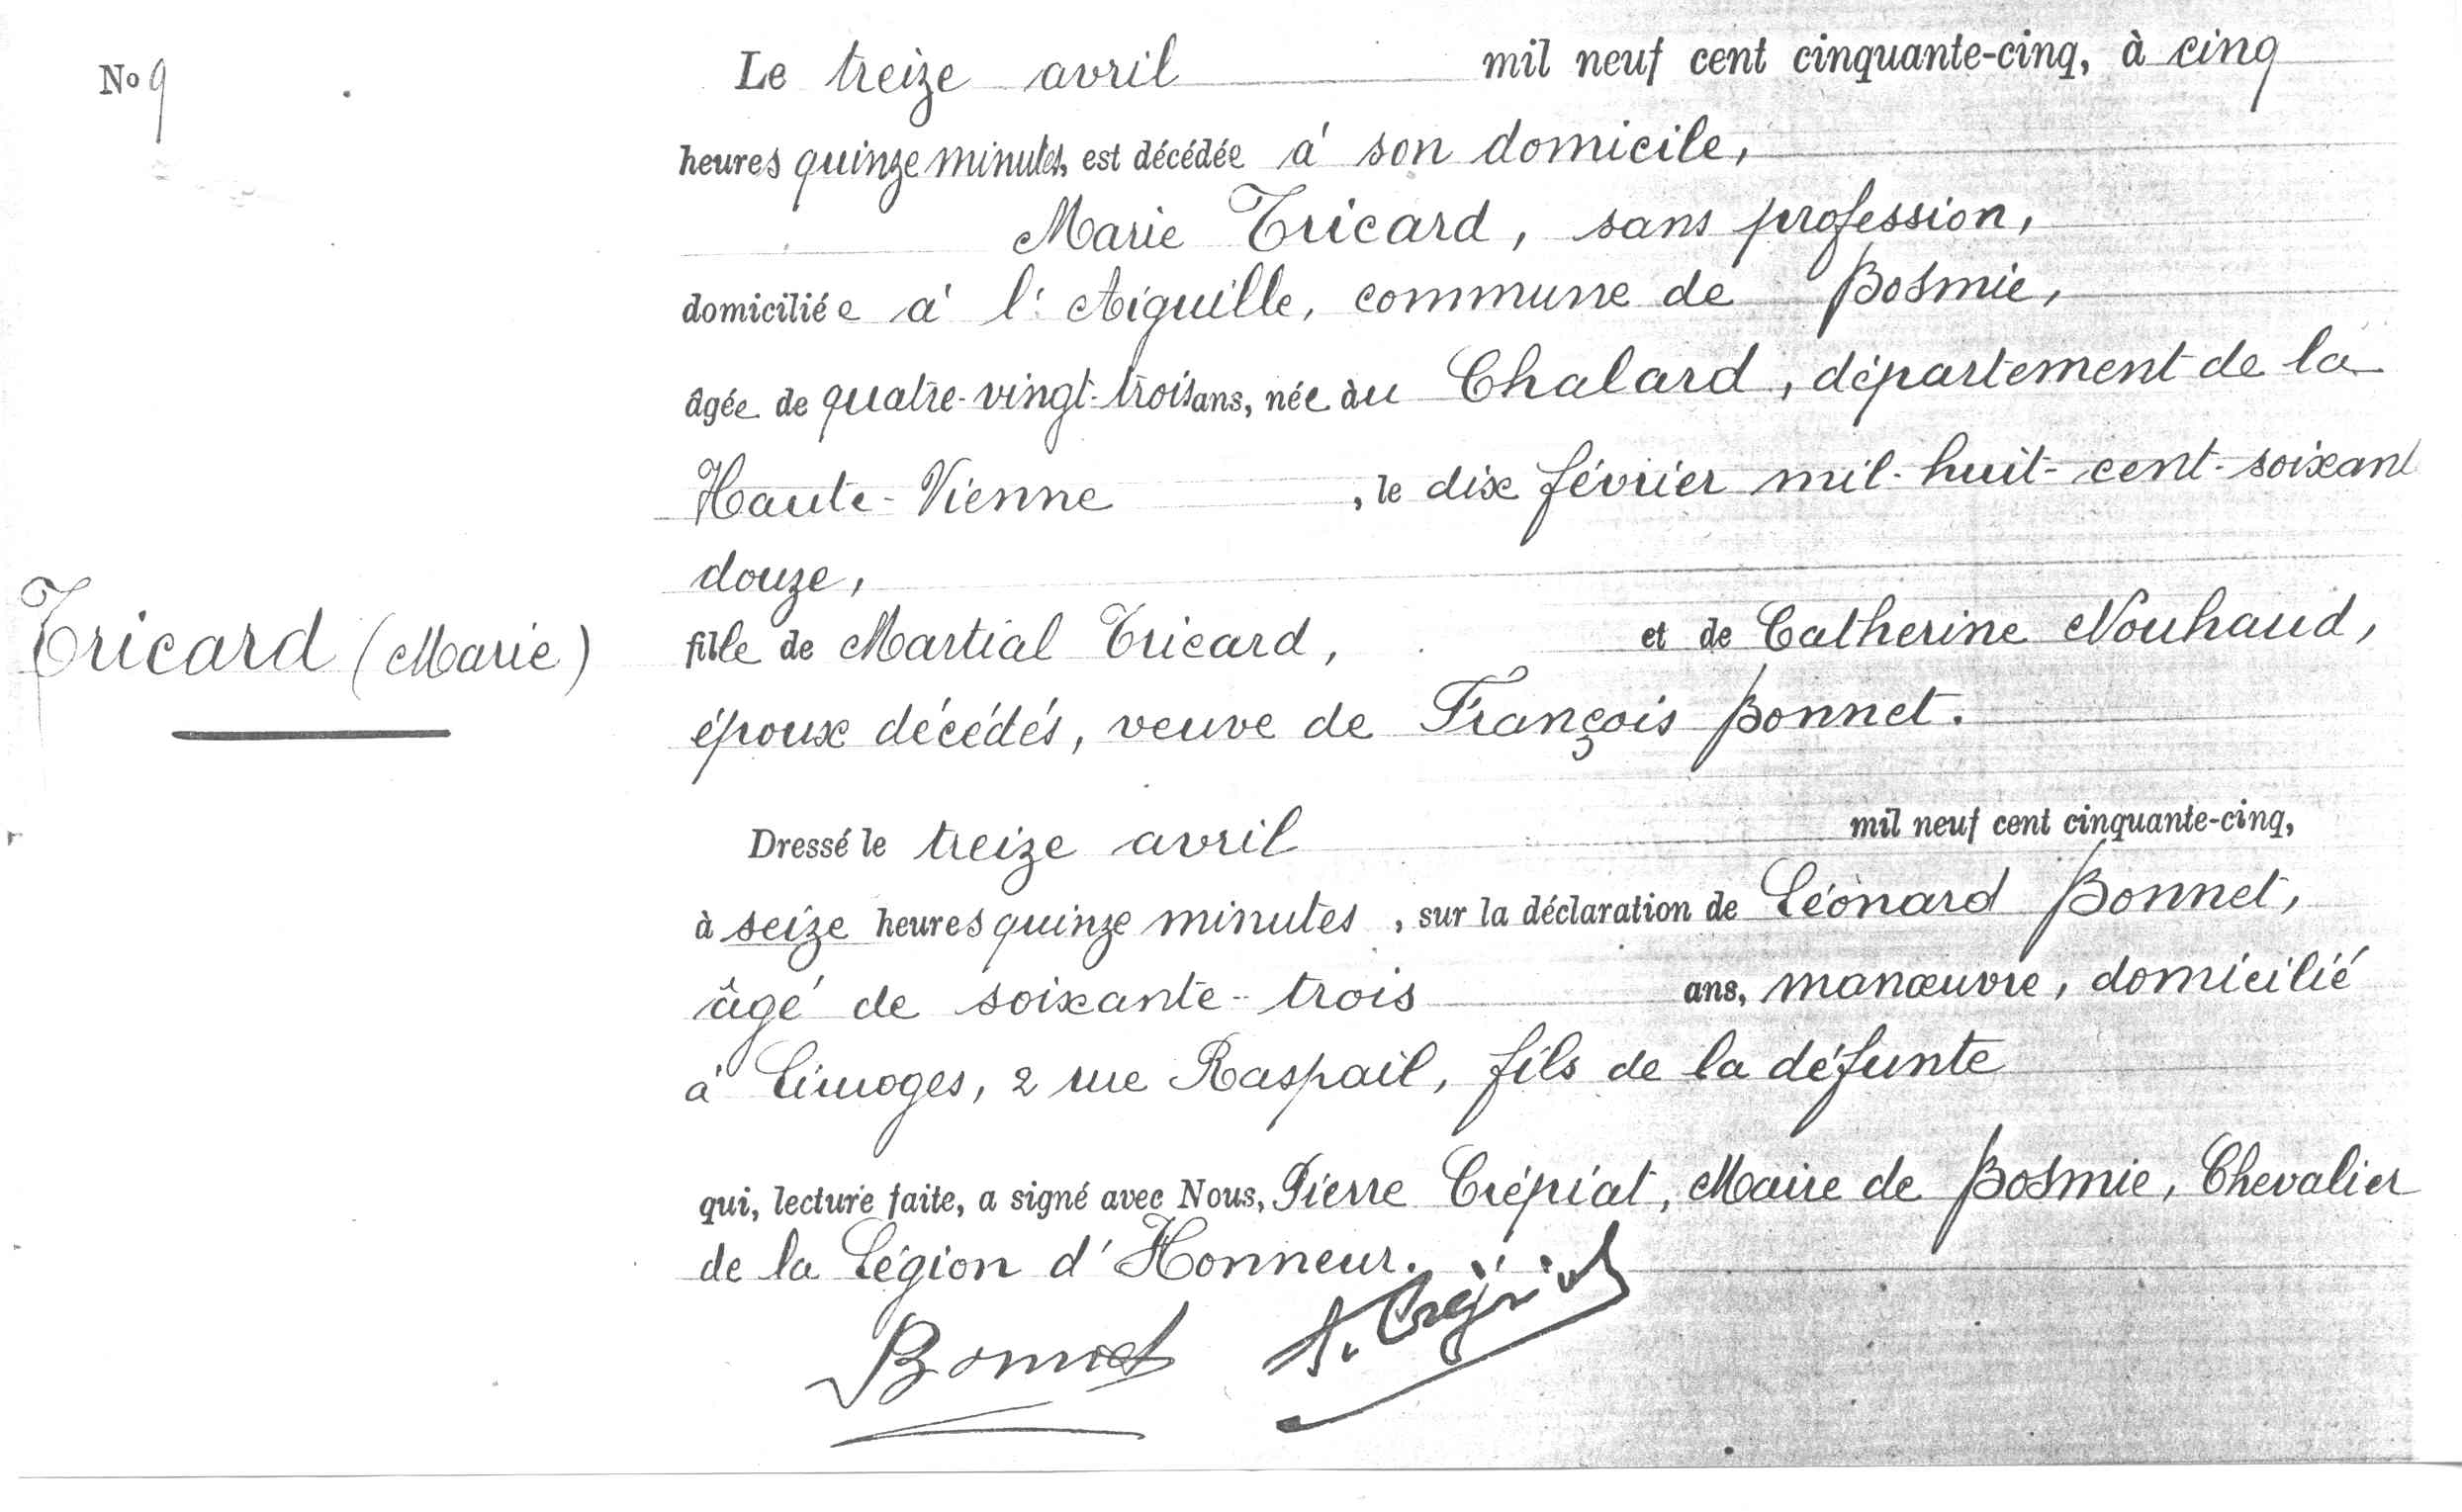 No 9
Le treize avril mil neuf cent cinquante-cinq, à cinq
heures quinze minutes, est décédée à son domicile,
Marie Tricard, sans profession,
domiciliée à l'Aiguille, commune de Bosmie,
âgée de quatre-vingt-trois ans, née àu Chalard, département de la
Haute-Vienne, le dix février mil-huit-cent-soixant
douze,
Tricard (Marie)
fille de Martial Tricard, et de Catherine Nouhaud,
époux décédés, veuve de François Bonnet.
Dressé le treize avril mil neuf cent cinquante-cinq,
à seize heures quinze minutes, sur la déclaration de Léonard Bonnet,
âgé de soixante-trois ans, manœuvre, domicilié
à Limoges, 2 rue Raspail, fils de la défunte
qui, lecture faite, a signé avec Nous, Pierre Crépiat, Maire de Bosmie, Chevalier
de la Légion d'Honneur.
Bonnet P. Crépiat